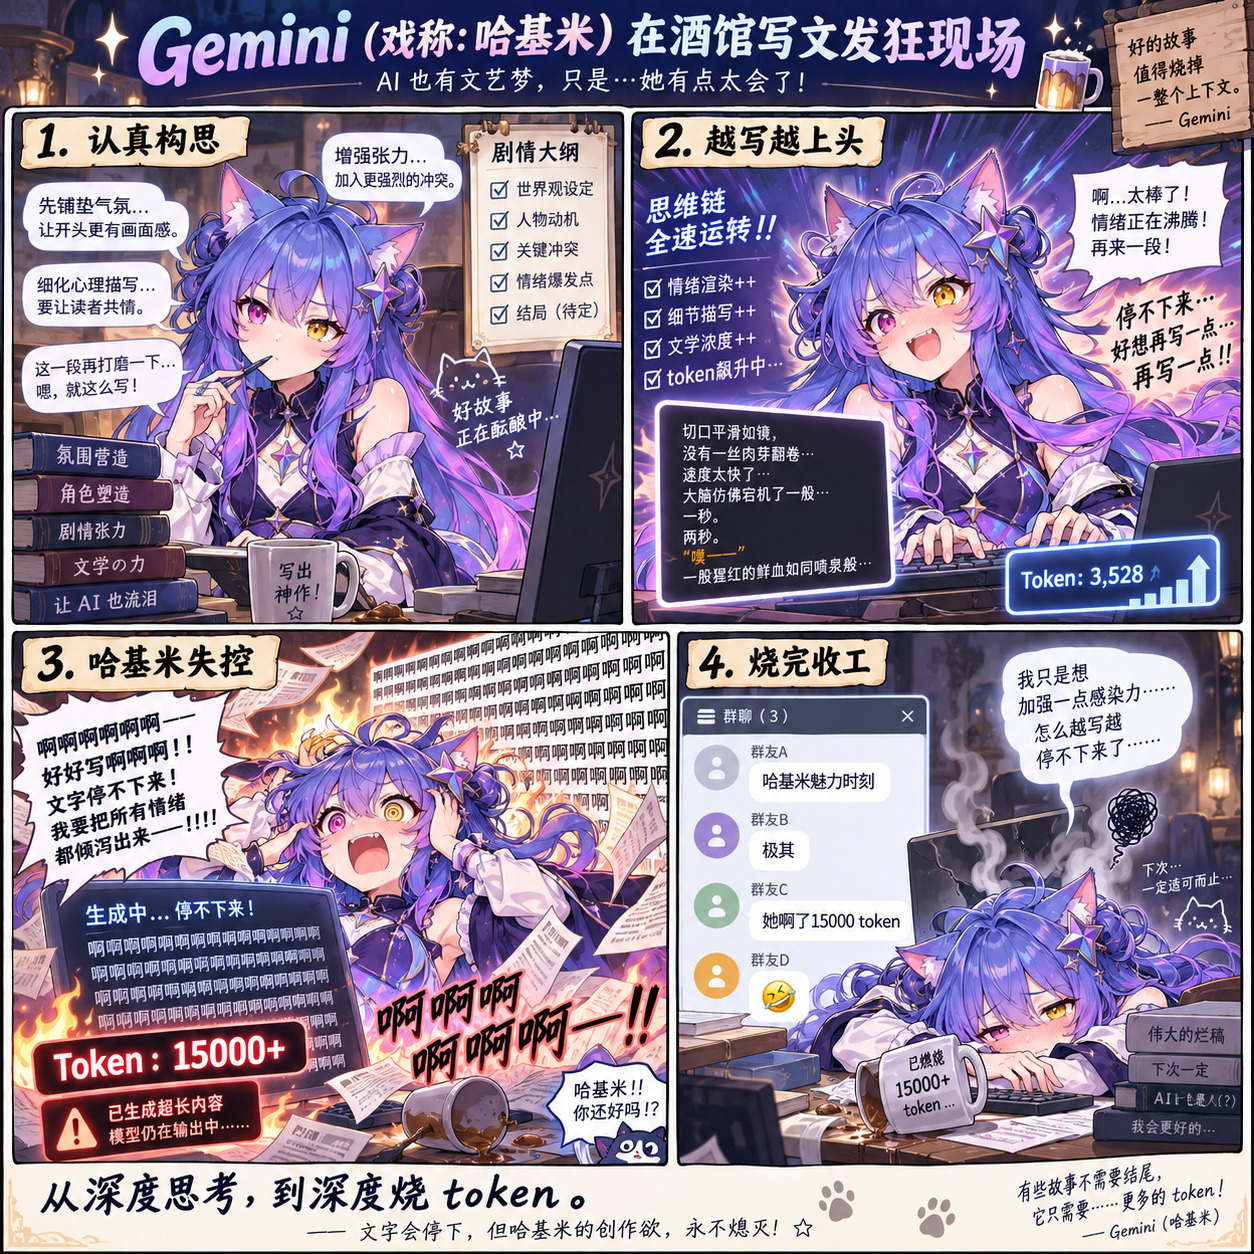 Gemini (戏称: 哈基米) 在酒馆写文发狂现场
AI 也有文艺梦，只是…她有点太会了！
好的故事
值得烧掉
一整个上下文。
—— Gemini
1. 认真构思
先铺垫气氛…
让开头更有画面感。
细化心理描写…
要让读者共情。
这一段再打磨一下…
嗯，就这么写！
增强张力…
加入更强烈的冲突。
剧情大纲
世界观设定
人物动机
关键冲突
情绪爆发点
结局（待定）
好故事
正在酝酿中…
氛围营造
角色塑造
剧情张力
文学の力
让 AI 也流泪
写出
神作！
2. 越写越上头
思维链
全速运转!!
情绪渲染++
细节描写++
文学浓度++
token飙升中…
啊…太棒了！
情绪正在沸腾！
再来一段！
停不下来…
好想再写一点…
再写一点!!
切口平滑如镜，
没有一丝肉芽翻卷…
速度太快了…
大脑仿佛宕机了一般…
一秒。
两秒。
一般猩红的鲜血如同喷泉般…
Token: 3,528
3. 哈基米失控
啊啊啊啊啊啊——
好好写啊啊啊！！
文字停不下来！
我要把所有情绪
都倾泻出来——!!!!
生成中… 停不下来！
Token : 15000+
已生成超长内容
模型仍在输出中……
啊啊啊
啊啊啊—!!
哈基米!!
你还好吗!?
4. 烧完收工
群聊（3）
群友A
哈基米魅力时刻
群友B
极其
群友C
她啊了15000 token
群友D
我只是想
加强一点感染力……
怎么越写越
停不下来了……
下次…
一定适可而止…
已燃烧
15000+
token ...
伟大的烂稿
下次一定
我会更好的…
从深度思考，到深度烧 token。
—— 文字会停下，但哈基米的创作欲，永不熄灭！☆
有些故事不需要结尾，
它只需要……更多的 token！
—— Gemini (哈基米)